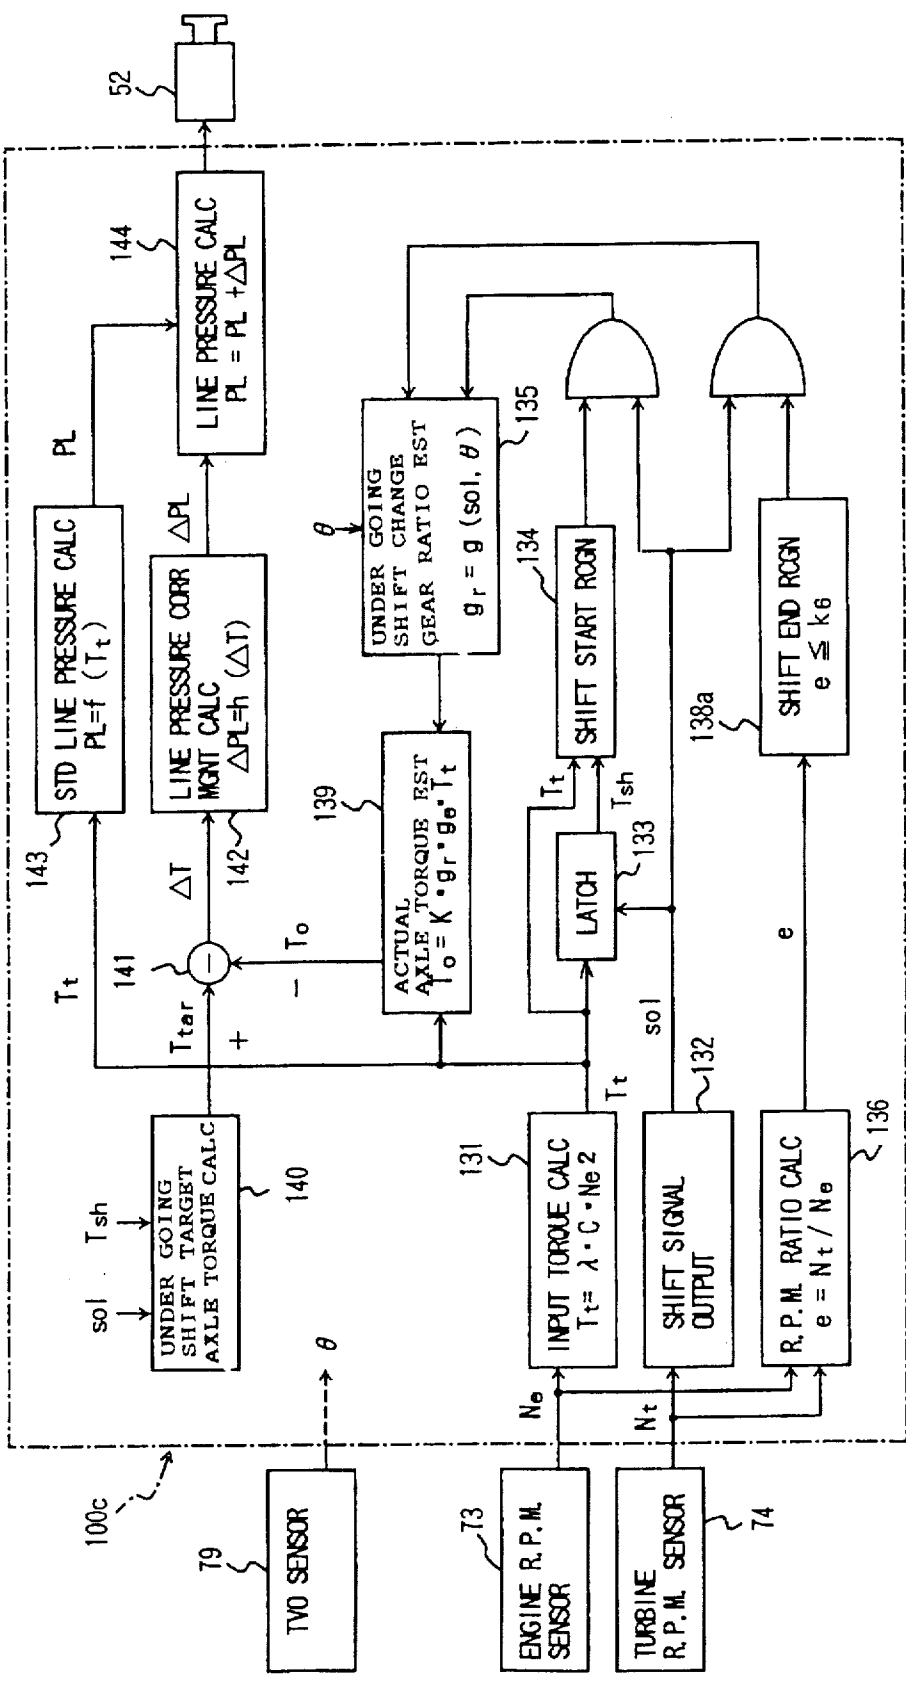 100c
79
TVO SENSOR
θ
73
ENGINE R.P.M.
SENSOR
74
TURBINE
R.P.M. SENSOR
Ne
Nt
sol
Tsh
UNDER GOING
SHIFT TARGET
AXLE TORQUE CALC
140
131
INPUT TORQUE CALC
Tt= λ・C・Ne2
Tt
SHIFT SIGNAL
OUTPUT
132
sol
R.P.M. RATIO CALC
e = Nt/Ne
136
e
Ttar
+
141
−
−
To
ΔT
Tt
143
STD LINE PRESSURE CALC
PL=f (Tt)
PL
142
LINE PRESSURE CORR
MGNT CALC
ΔPL=h (ΔT)
ΔPL
139
ACTUAL
AXLE TORQUE EST
To = K・gr・ge・Tt
LATCH
133
Tt
Tsh
134
SHIFT START RCGN
138a
SHIFT END RCGN
e ≦ k6
θ
UNDER GOING
SHIFT CHANGE
GEAR RATIO EST
gr = g (sol, θ)
135
144
LINE PRESSURE CALC
PL = PL +ΔPL
52